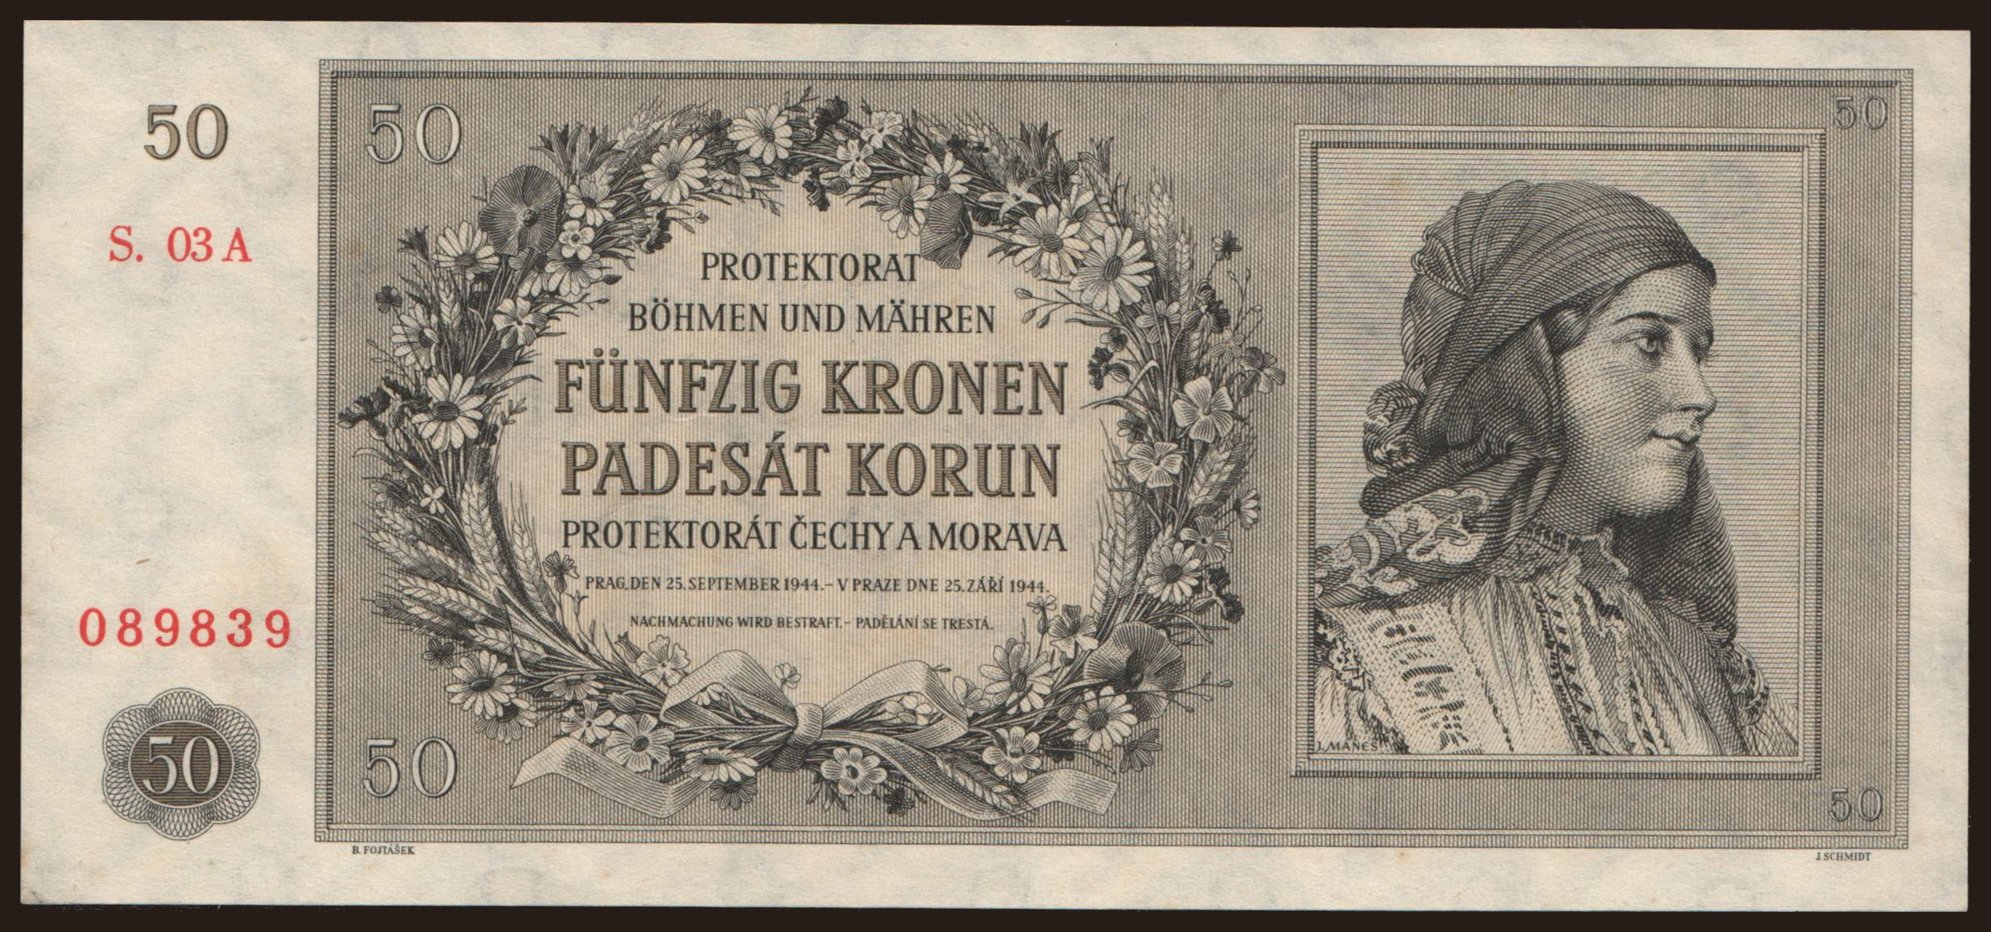 50
S. 03 A
089839
50
50
50
PROTEKTORAT
BÖHMEN UND MÄHREN
FÜNFZIG KRONEN
PADESÁT KORUN
PROTEKTORÁT ČECHY A MORAVA
PRAG, DEN 25. SEPTEMBER 1944. – V PRAZE DNE 25. ZÁŘÍ 1944.
NACHMACHUNG WIRD BESTRAFT. – PADĚLÁNÍ SE TRESTÁ.
50
J. MÁNES
50
B. FOJTÁŠEK
J. SCHMIDT